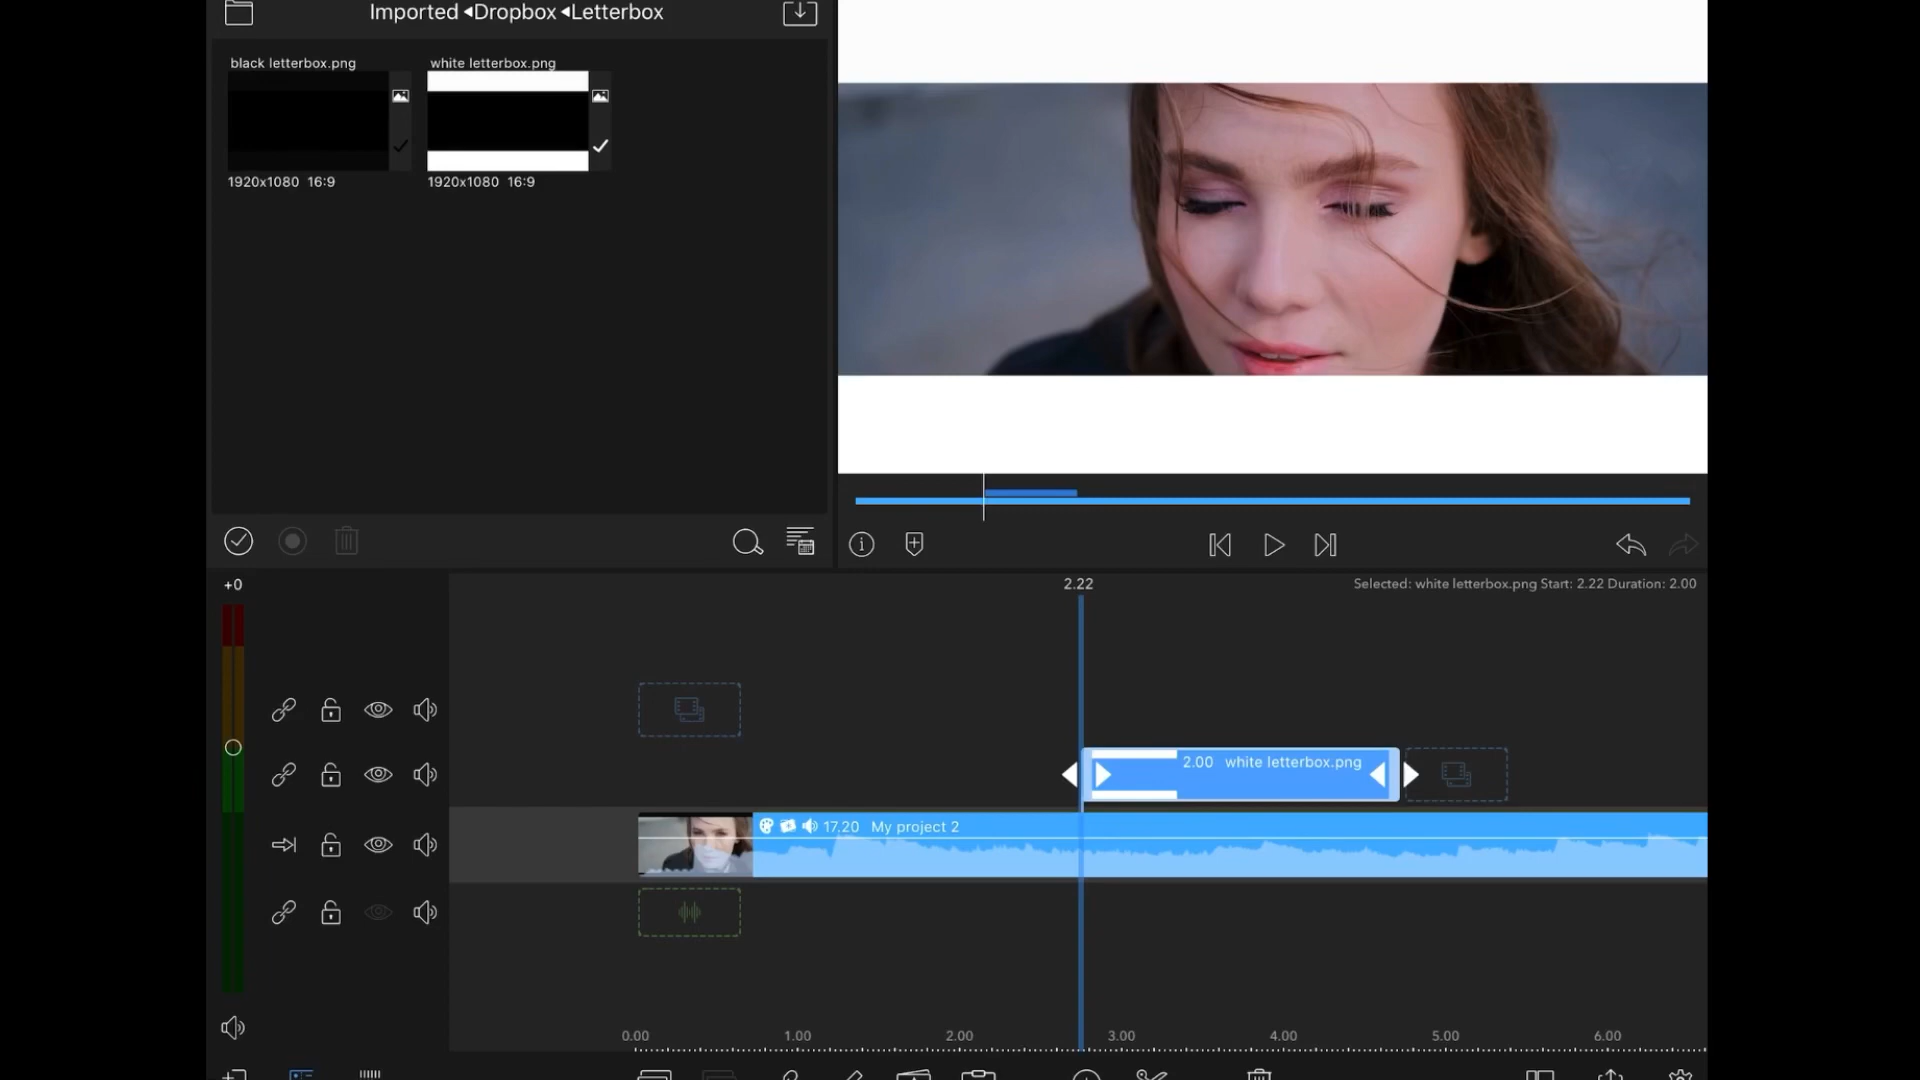 Imported ◂Dropbox ◂Letterbox
black letterbox.png
white letterbox.png
1920x1080 16:9
1920x1080 16:9
+0
2.22
Selected: white letterbox.png Start: 2.22 Duration: 2.00
2.00 white letterbox.png
17.20 My project 2
0.00 1.00 2.00 3.00 4.00 5.00 6.00